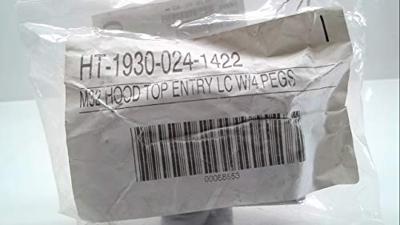 HT-1930-024-1422
M32 HOOD TOP ENTRY LC W/4 PEGS
00068553